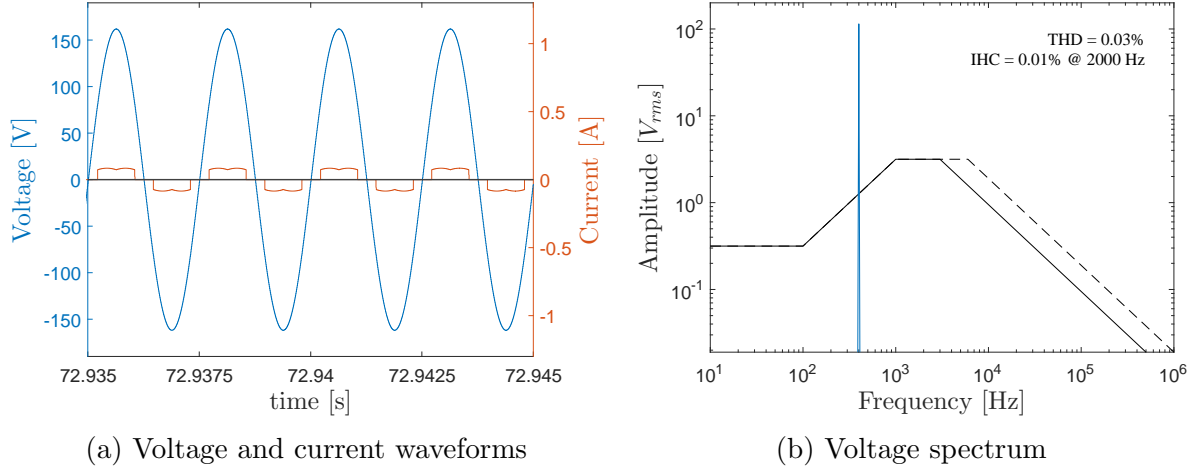 150
100
50
0
-50
-100
-150
Voltage [V]
1
0.5
0
-0.5
-1
Current [A]
72.935 72.9375 72.94 72.9425 72.945
time [s]
(a) Voltage and current waveforms
10^2
10^1
10^0
10^-1
Amplitude [V_rms]
THD = 0.03%
IHC = 0.01% @ 2000 Hz
10^1 10^2 10^3 10^4 10^5 10^6
Frequency [Hz]
(b) Voltage spectrum